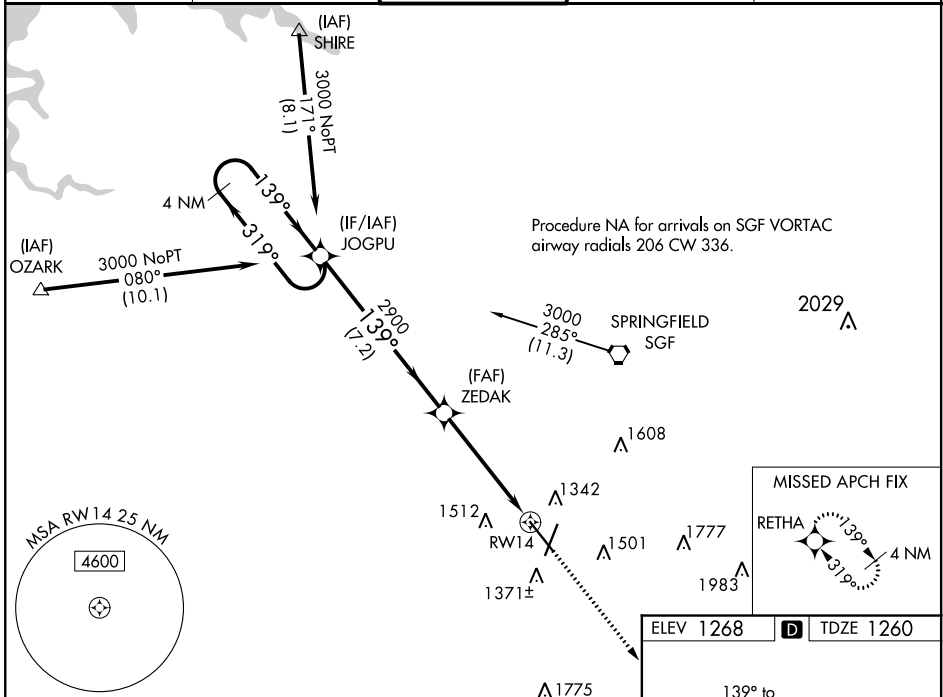 (IAF)
SHIRE
3000 NoPT
171°
(8.1)
139°
4 NM
319°
(IF/IAF)
JOGPU
(IAF)
OZARK
3000 NoPT
080°
(10.1)
Procedure NA for arrivals on SGF VORTAC
airway radials 206 CW 336.
2900
139°
(7.2)
3000
285°
(11.3)
SPRINGFIELD
SGF
2029
(FAF)
ZEDAK
1608
1342
1512
RW14
1501
1777
1371±
1983
MISSED APCH FIX
RETHA
139°
4 NM
319°
MSA RW14 25 NM
4600
ELEV 1268 D TDZE 1260
1775
139° to